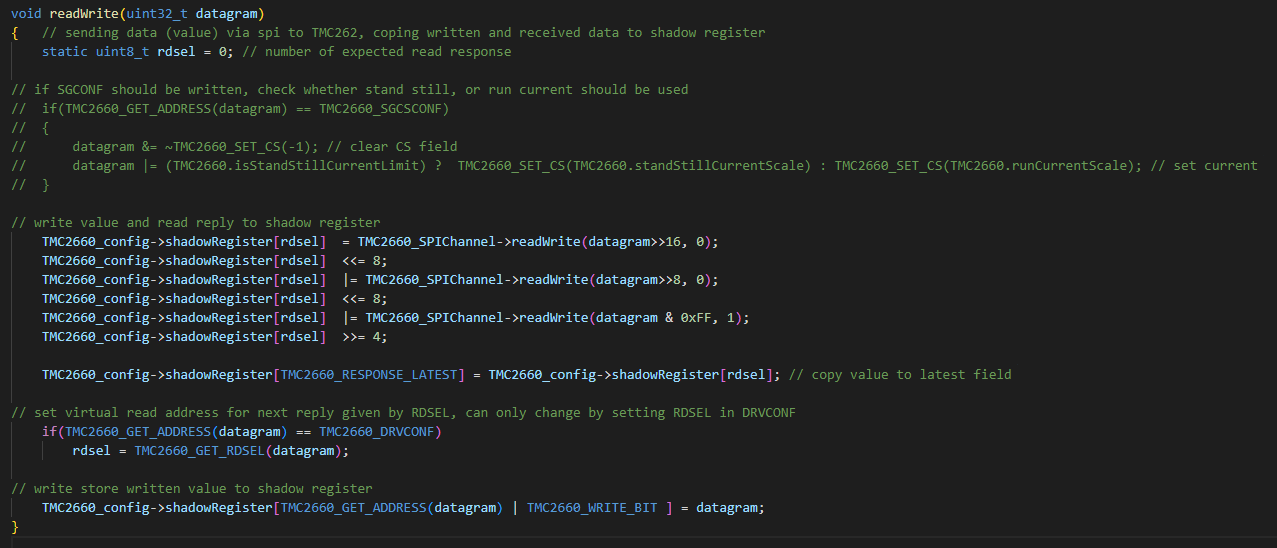 void readWrite(uint32_t datagram)
{   // sending data (value) via spi to TMC262, coping written and received data to shadow register
    static uint8_t rdsel = 0; // number of expected read response

// if SGCONF should be written, check whether stand still, or run current should be used
//  if(TMC2660_GET_ADDRESS(datagram) == TMC2660_SGCSCONF)
//  {
//      datagram &= ~TMC2660_SET_CS(-1); // clear CS field
//      datagram |= (TMC2660.isStandStillCurrentLimit) ?  TMC2660_SET_CS(TMC2660.standStillCurrentScale) : TMC2660_SET_CS(TMC2660.runCurrentScale); // set current
//  }

// write value and read reply to shadow register
    TMC2660_config->shadowRegister[rdsel]  = TMC2660_SPIChannel->readWrite(datagram>>16, 0);
    TMC2660_config->shadowRegister[rdsel]  <<= 8;
    TMC2660_config->shadowRegister[rdsel]  |= TMC2660_SPIChannel->readWrite(datagram>>8, 0);
    TMC2660_config->shadowRegister[rdsel]  <<= 8;
    TMC2660_config->shadowRegister[rdsel]  |= TMC2660_SPIChannel->readWrite(datagram & 0xFF, 1);
    TMC2660_config->shadowRegister[rdsel]  >>= 4;

    TMC2660_config->shadowRegister[TMC2660_RESPONSE_LATEST] = TMC2660_config->shadowRegister[rdsel]; // copy value to latest field

// set virtual read address for next reply given by RDSEL, can only change by setting RDSEL in DRVCONF
    if(TMC2660_GET_ADDRESS(datagram) == TMC2660_DRVCONF)
        rdsel = TMC2660_GET_RDSEL(datagram);

// write store written value to shadow register
    TMC2660_config->shadowRegister[TMC2660_GET_ADDRESS(datagram) | TMC2660_WRITE_BIT ] = datagram;
}